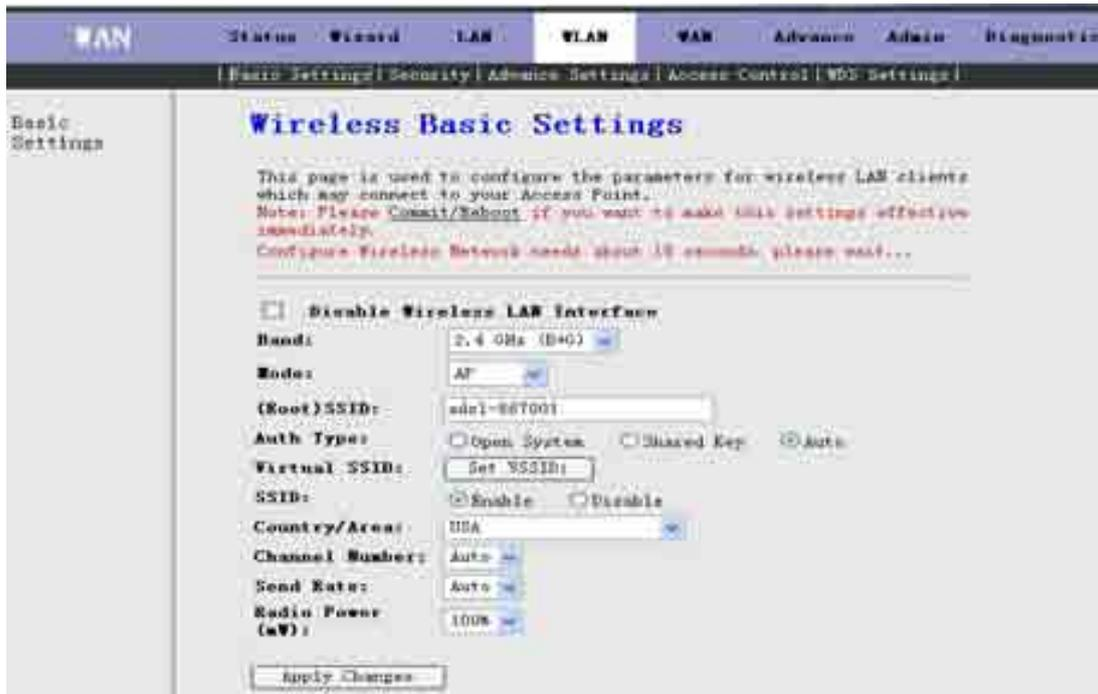 WAN
Status Wizard LAN WLAN WAN Advance Admin Diagnostic
| Basic Settings | Security | Advance Settings | Access Control | WDS Settings |
Basic
Settings
Wireless Basic Settings
This page is used to configure the parameters for wireless LAN clients
which may connect to your Access Point.
Note: Please Commit/Reboot if you want to make this settings effective
immediately.
Configure Wireless Network needs about 10 seconds, please wait...
Disable Wireless LAN Interface
Band: 2.4 GHz (B+G)
Mode: AP
(Root)SSID:
Auth Type: Open System Shared Key Auto
Virtual SSID: Set VSSID:
SSID: Enable Disable
Country/Area: USA
Channel Number: Auto
Send Rate: Auto
Radio Power
(mW): 100%
Apply Changes